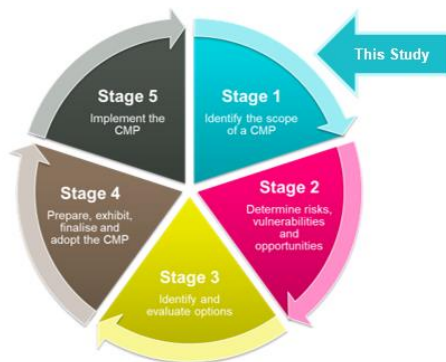 This Study
Stage 1
Identify the scope
of a CMP
Stage 2
Determine risks,
vulnerabilities
and
opportunities
Stage 3
Identify and
evaluate options
Stage 4
Prepare, exhibit,
finalise and
adopt the CMP
Stage 5
Implement the
CMP